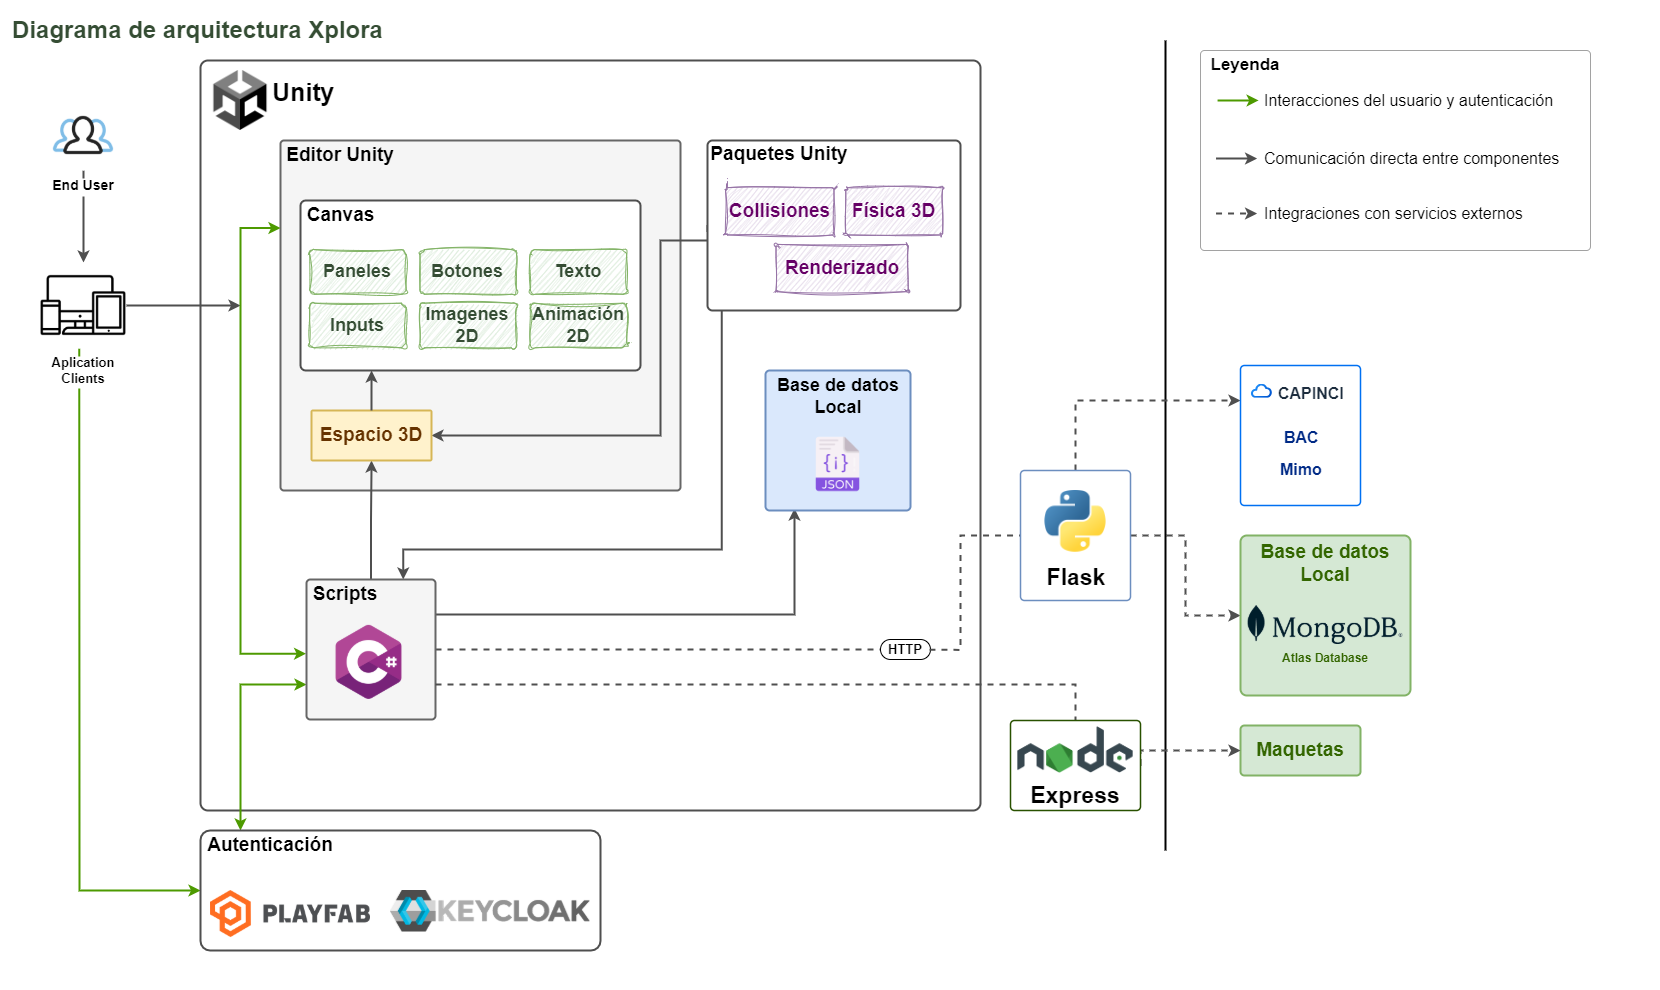 Diagrama de arquitectura Xplora
End User
Aplication
Clients
Unity
Editor Unity
Canvas
Paneles
Botones
Texto
Inputs
Imagenes
2D
Animación
2D
Espacio 3D
Paquetes Unity
Collisiones
Física 3D
Renderizado
Base de datos
Local
{i}
JSON
Scripts
C#
HTTP
Flask
node
Express
Autenticación
PLAYFAB
KEYCLOAK
Leyenda
Interacciones del usuario y autenticación
Comunicación directa entre componentes
Integraciones con servicios externos
CAPINCI
BAC
Mimo
Base de datos
Local
MongoDB.
Atlas Database
Maquetas